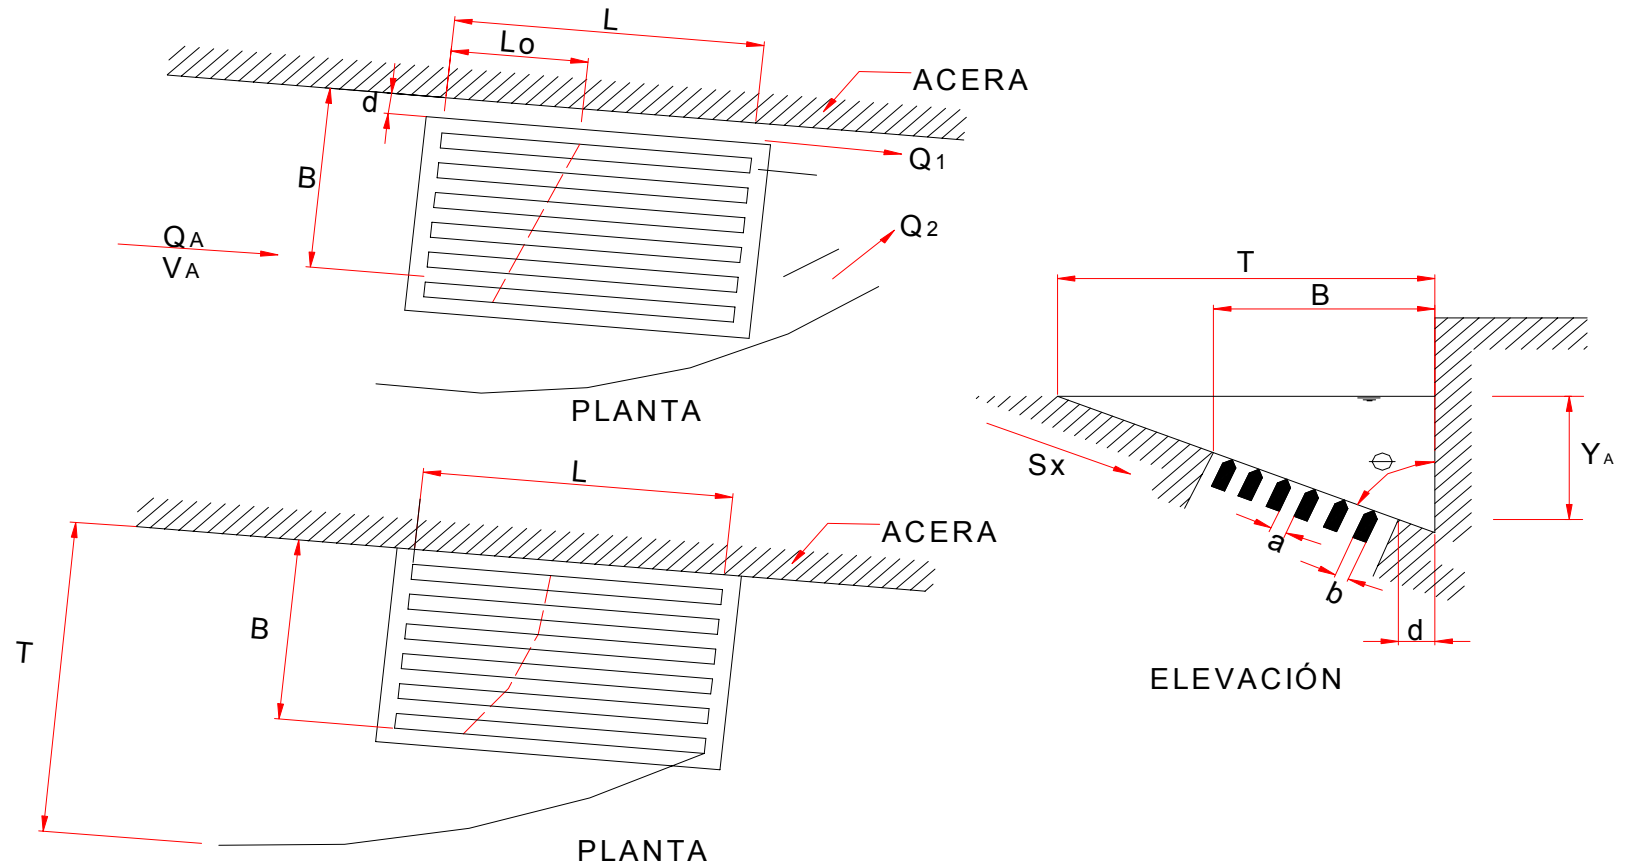 L
Lo
ACERA
d
B
Q1
QA
VA
Q2
PLANTA
L
ACERA
B
T
PLANTA
T
B
Sx
YA
Θ
a
b
d
ELEVACIÓN